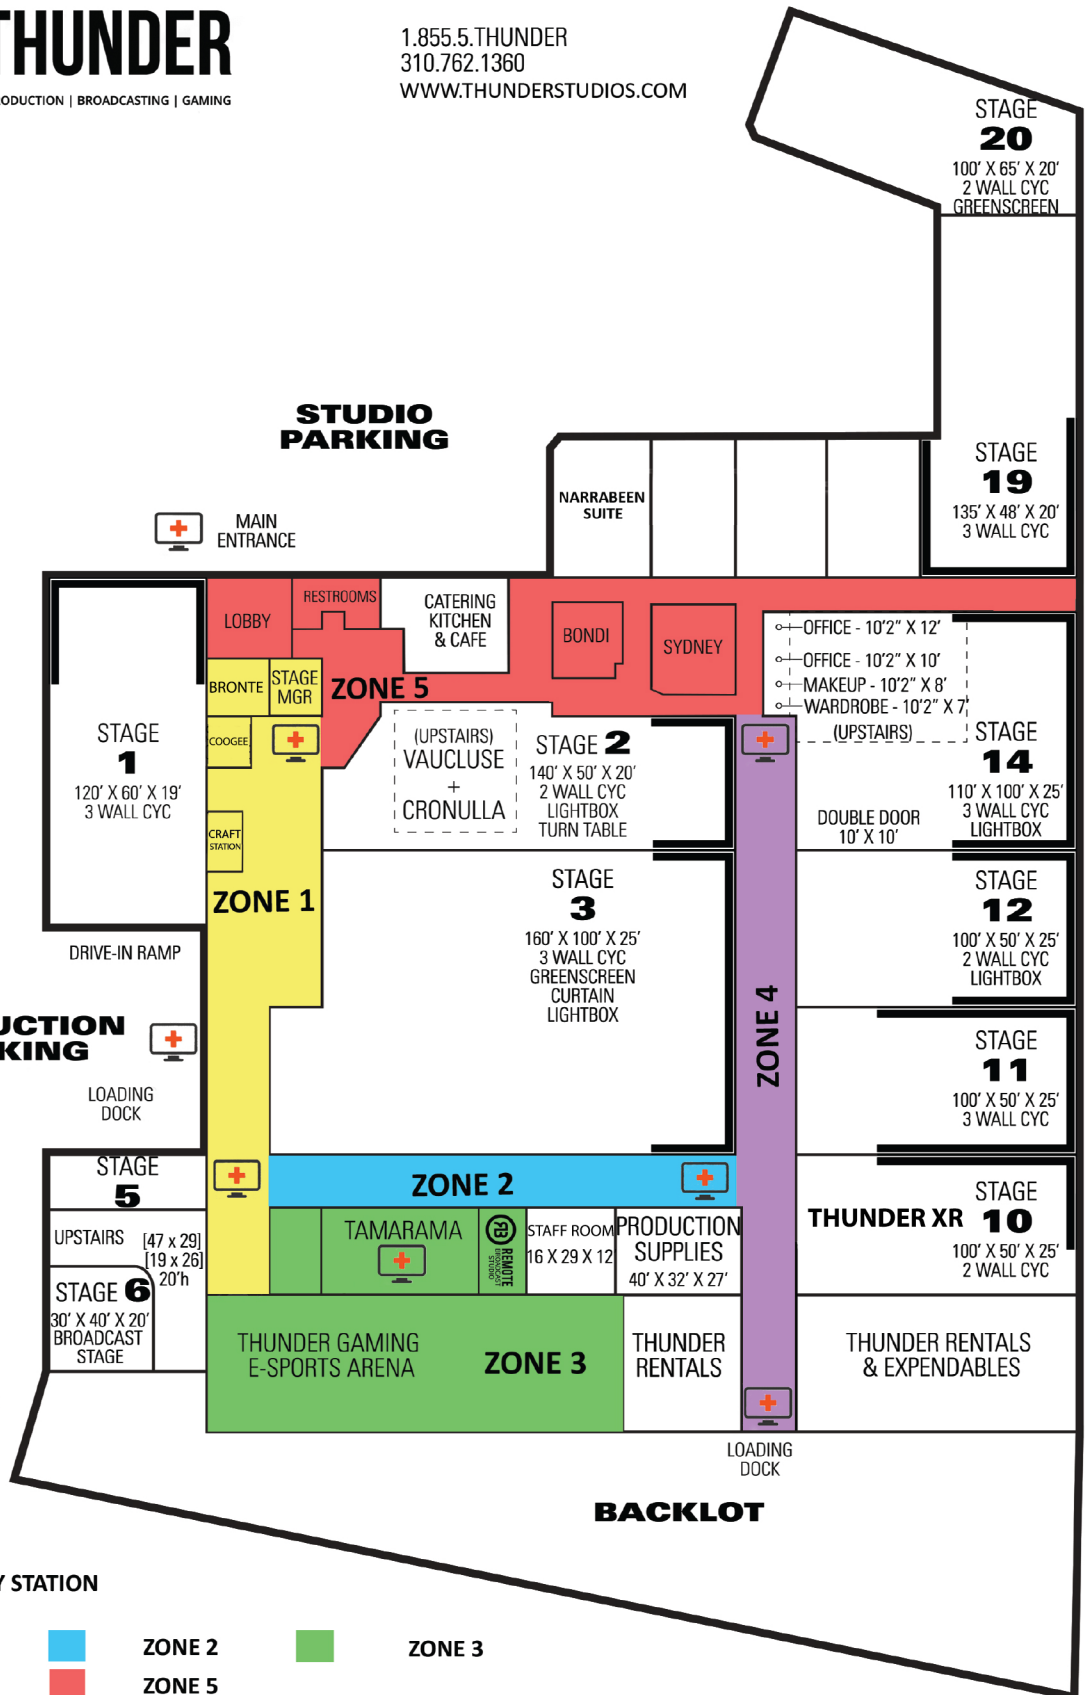 THUNDER
RODUCTION | BROADCASTING | GAMING
1.855.5.THUNDER
310.762.1360
WWW.THUNDERSTUDIOS.COM
STAGE
20
100' X 65' X 20'
2 WALL CYC
GREENSCREEN
STUDIO
PARKING
STAGE
19
135' X 48' X 20'
3 WALL CYC
NARRABEEN
SUITE
MAIN
ENTRANCE
LOBBY
RESTROOMS
CATERING
KITCHEN
& CAFE
BONDI
SYDNEY
OFFICE - 10'2" X 12'
OFFICE - 10'2" X 10'
MAKEUP - 10'2" X 8'
WARDROBE - 10'2" X 7'
(UPSTAIRS)
BRONTE
STAGE
MGR
ZONE 5
COOGEE
STAGE
1
120' X 60' X 19'
3 WALL CYC
(UPSTAIRS)
VAUCLUSE
+
CRONULLA
STAGE 2
140' X 50' X 20'
2 WALL CYC
LIGHTBOX
TURN TABLE
STAGE
14
110' X 100' X 25'
3 WALL CYC
LIGHTBOX
DOUBLE DOOR
10' X 10'
CRAFT
STATION
ZONE 1
STAGE
3
160' X 100' X 25'
3 WALL CYC
GREENSCREEN
CURTAIN
LIGHTBOX
STAGE
12
100' X 50' X 25'
2 WALL CYC
LIGHTBOX
DRIVE-IN RAMP
UCTION
KING
LOADING
DOCK
ZONE 4
STAGE
11
100' X 50' X 25'
3 WALL CYC
STAGE
5
ZONE 2
THUNDER XR
STAGE
10
100' X 50' X 25'
2 WALL CYC
UPSTAIRS
[47 x 29]
[19 x 26]
20'h
STAGE 6
30' X 40' X 20'
BROADCAST
STAGE
TAMARAMA
RB
REMOTE
BROADCAST
STUDIO
STAFF ROOM
16 X 29 X 12
PRODUCTION
SUPPLIES
40' X 32' X 27'
THUNDER GAMING
E-SPORTS ARENA
ZONE 3
THUNDER
RENTALS
THUNDER RENTALS
& EXPENDABLES
LOADING
DOCK
BACKLOT
Y STATION
ZONE 2
ZONE 3
ZONE 5